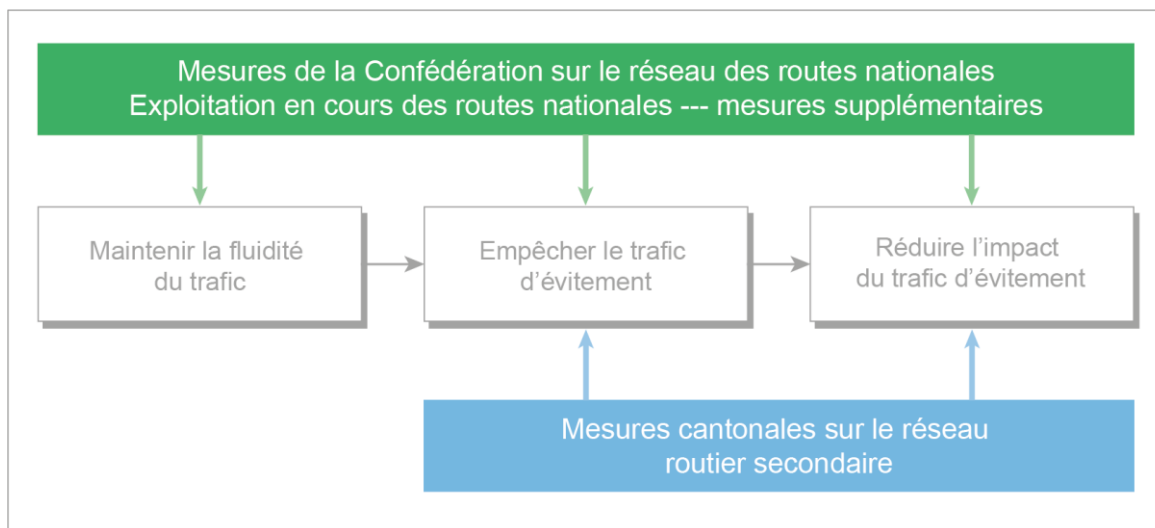 Mesures de la Confédération sur le réseau des routes nationales
Exploitation en cours des routes nationales --- mesures supplémentaires
Maintenir la fluidité
du trafic
Empêcher le trafic
d’évitement
Réduire l’impact
du trafic d’évitement
Mesures cantonales sur le réseau
routier secondaire